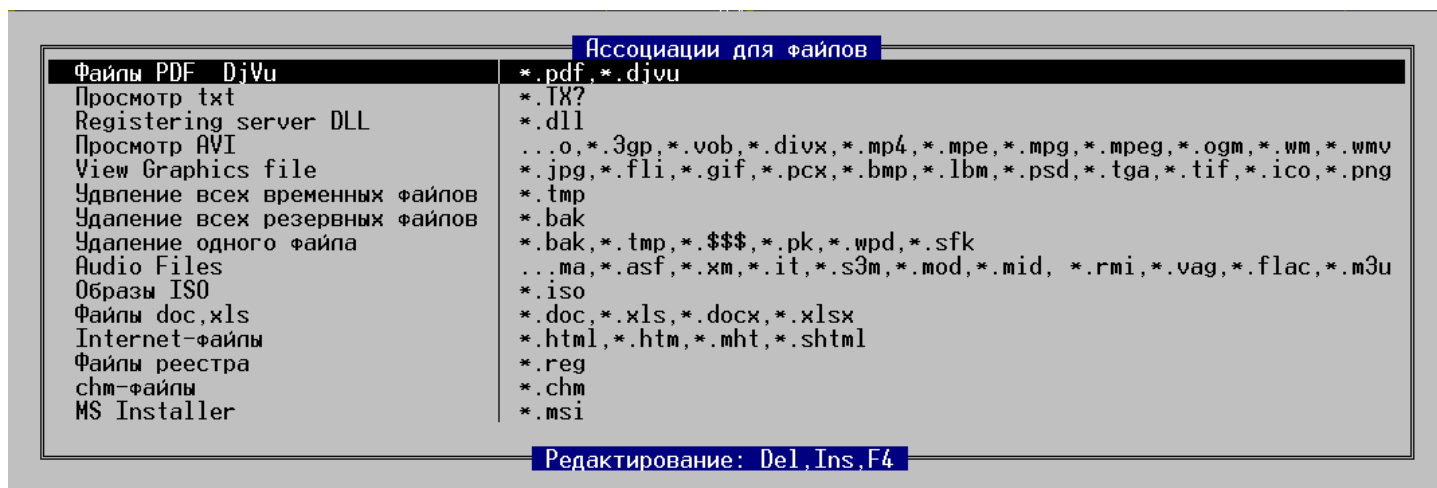 Ассоциации для файлов
Файлы PDF DjVu *.pdf,*.djvu
Просмотр txt *.TX?
Registering server DLL *.dll
Просмотр AVI ...o,*.3gp,*.vob,*.divx,*.mp4,*.mpe,*.mpg,*.mpeg,*.ogm,*.wm,*.wmv
View Graphics file *.jpg,*.fli,*.gif,*.pcx,*.bmp,*.lbm,*.psd,*.tga,*.tif,*.ico,*.png
Удвление всех временных файлов *.tmp
Удаление всех резервных файлов *.bak
Удаление одного файла *.bak,*.tmp,*.$$$,*.pk,*.wpd,*.sfk
Audio Files ...ma,*.asf,*.xm,*.it,*.s3m,*.mod,*.mid, *.rmi,*.vag,*.flac,*.m3u
Образы ISO *.iso
Файлы doc,xls *.doc,*.xls,*.docx,*.xlsx
Internet-файлы *.html,*.htm,*.mht,*.shtml
Файлы реестра *.reg
chm-файлы *.chm
MS Installer *.msi
Редактирование: Del,Ins,F4